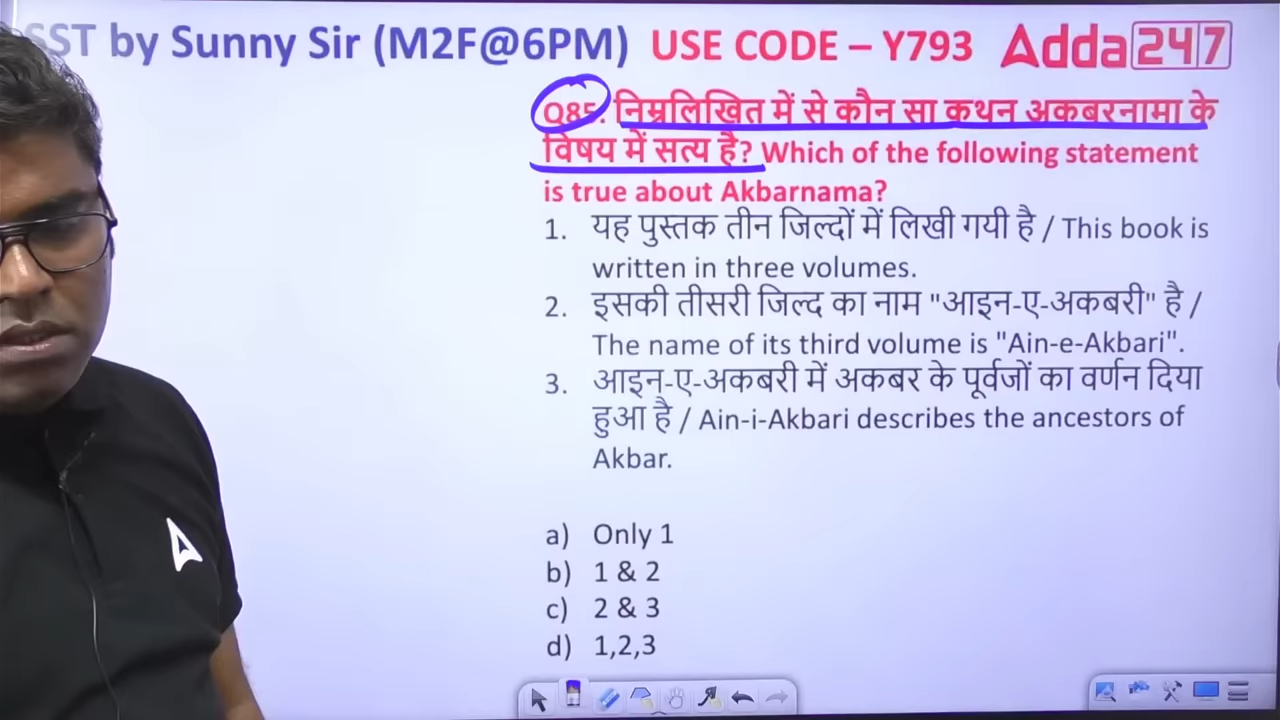 SST by Sunny Sir (M2F@6PM) USE CODE – Y793 Adda247
Q85. निम्नलिखित में से कौन सा कथन अकबरनामा के
विषय में सत्य है? Which of the following statement
is true about Akbarnama?
1. यह पुस्तक तीन जिल्दों में लिखी गयी है / This book is
written in three volumes.
2. इसकी तीसरी जिल्द का नाम "आइन-ए-अकबरी" है /
The name of its third volume is "Ain-e-Akbari".
3. आइन-ए-अकबरी में अकबर के पूर्वजों का वर्णन दिया
हुआ है / Ain-i-Akbari describes the ancestors of
Akbar.
a) Only 1
b) 1 & 2
c) 2 & 3
d) 1,2,3